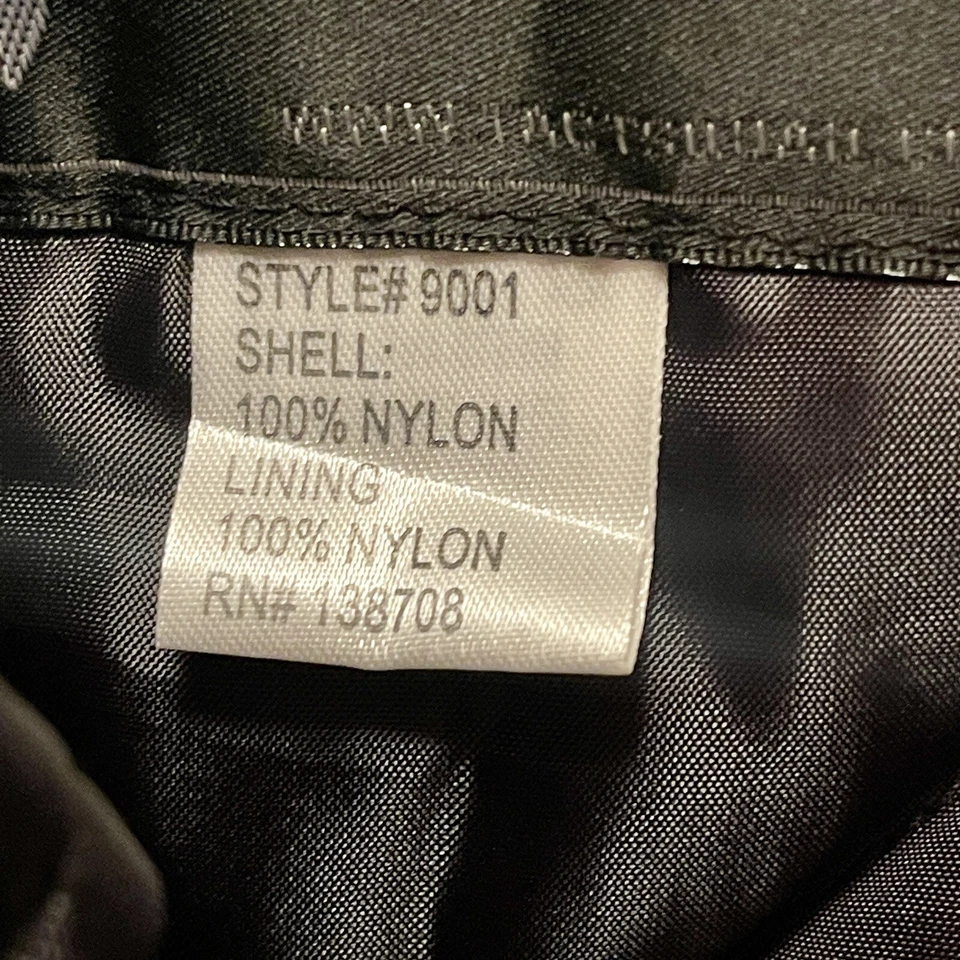 STYLE# 9001
SHELL:
100% NYLON
LINING
100% NYLON
RN# 138708